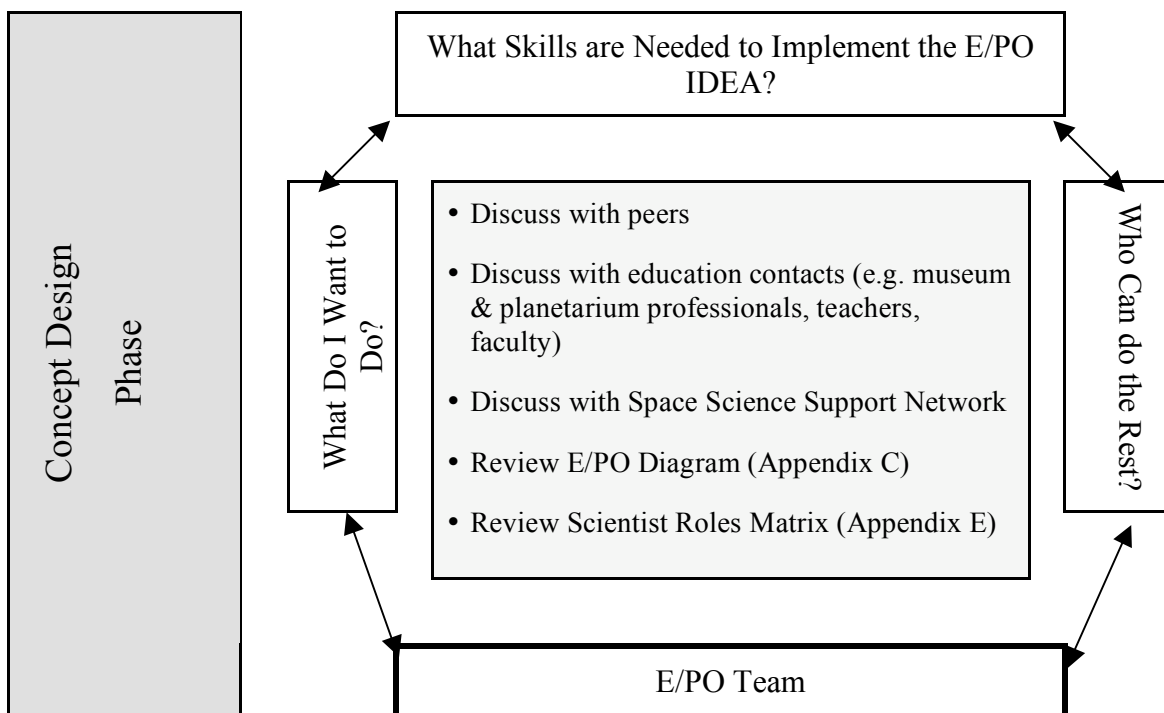 Concept Design
Phase
What Skills are Needed to Implement the E/PO
IDEA?
What Do I Want to
Do?
• Discuss with peers
• Discuss with education contacts (e.g. museum
& planetarium professionals, teachers,
faculty)
• Discuss with Space Science Support Network
• Review E/PO Diagram (Appendix C)
• Review Scientist Roles Matrix (Appendix E)
Who Can do the Rest?
E/PO Team